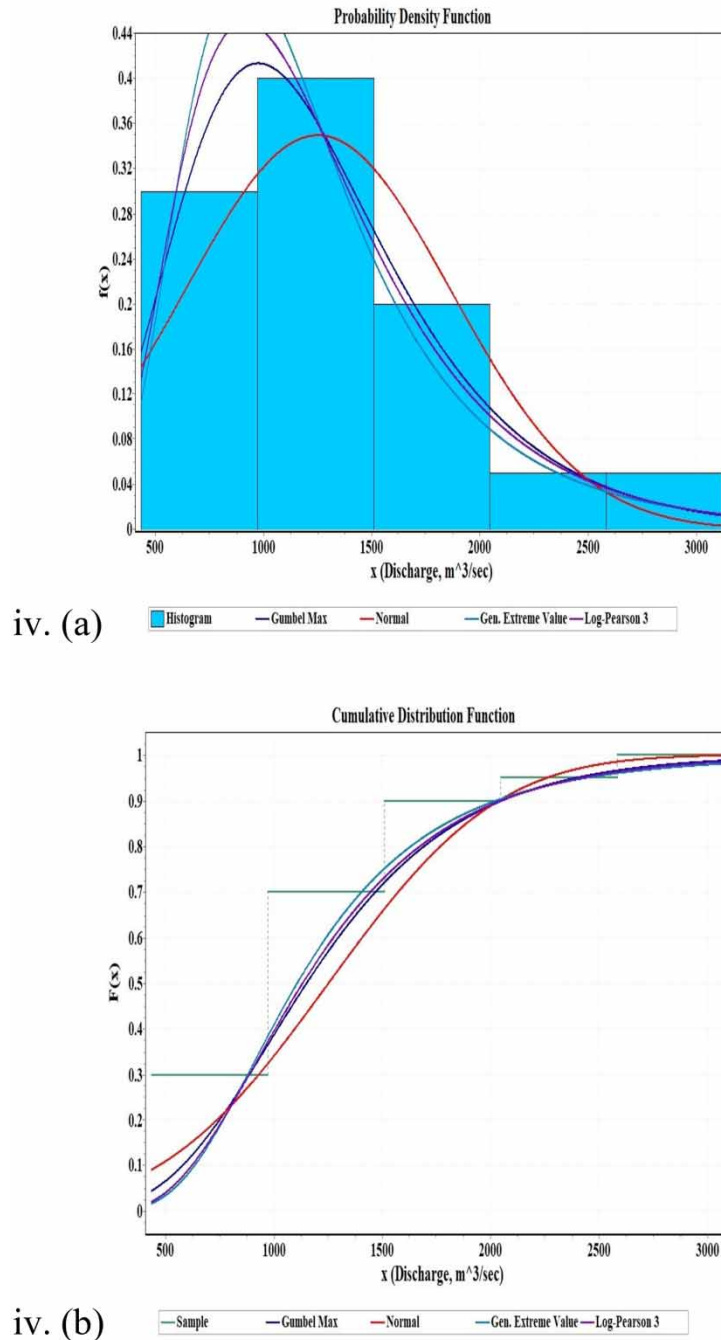 Probability Density Function
0.44
0.4
0.36
0.32
0.28
0.24
f(x)
0.2
0.16
0.12
0.08
0.04
0
500 1000 1500 2000 2500 3000
x (Discharge, m^3/sec)
iv. (a)
Histogram Gumbel Max Normal Gen. Extreme Value Log-Pearson 3
Cumulative Distribution Function
1
0.9
0.8
0.7
0.6
0.5
F(x)
0.4
0.3
0.2
0.1
0
500 1000 1500 2000 2500 3000
x (Discharge, m^3/sec)
iv. (b)
Sample Gumbel Max Normal Gen. Extreme Value Log-Pearson 3